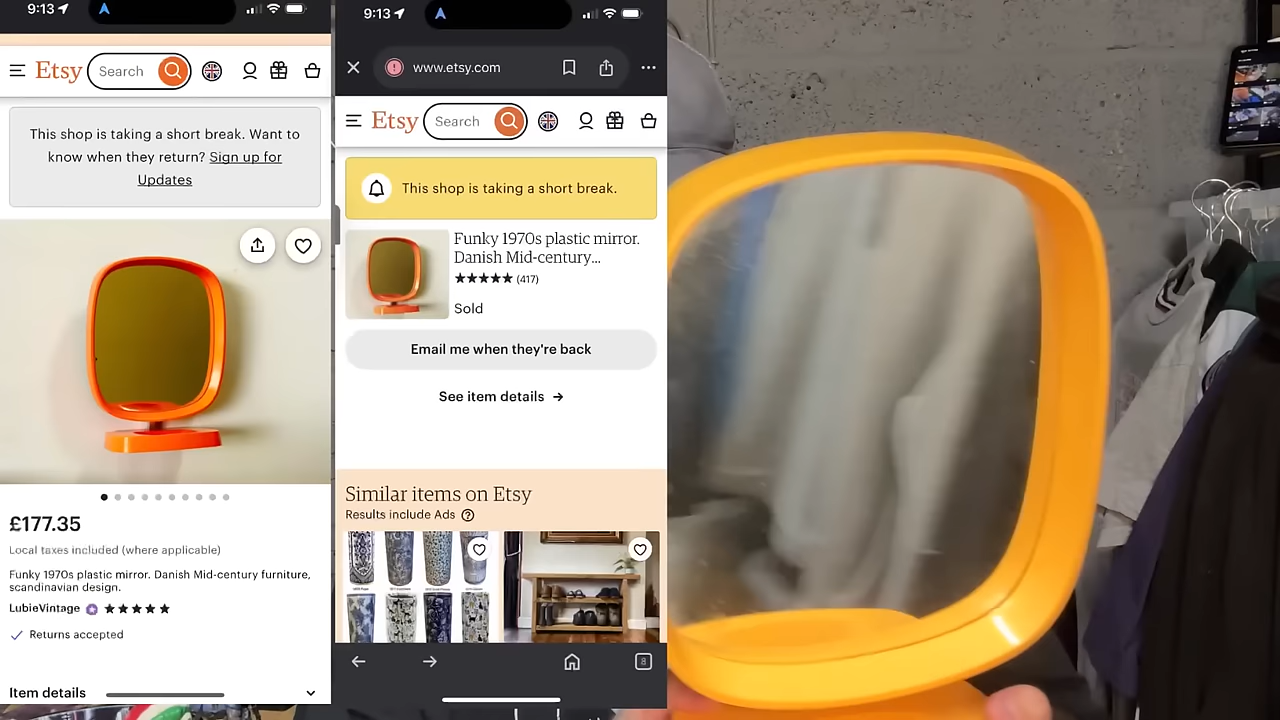 9:13
Etsy
Search
This shop is taking a short break. Want to
know when they return? Sign up for
Updates
£177.35
Local taxes included (where applicable)
Funky 1970s plastic mirror. Danish Mid-century furniture,
scandinavian design.
LubieVintage
Returns accepted
Item details
9:13
www.etsy.com
Etsy
Search
This shop is taking a short break.
Funky 1970s plastic mirror.
Danish Mid-century...
(417)
Sold
Email me when they're back
See item details
Similar items on Etsy
Results include Ads
8